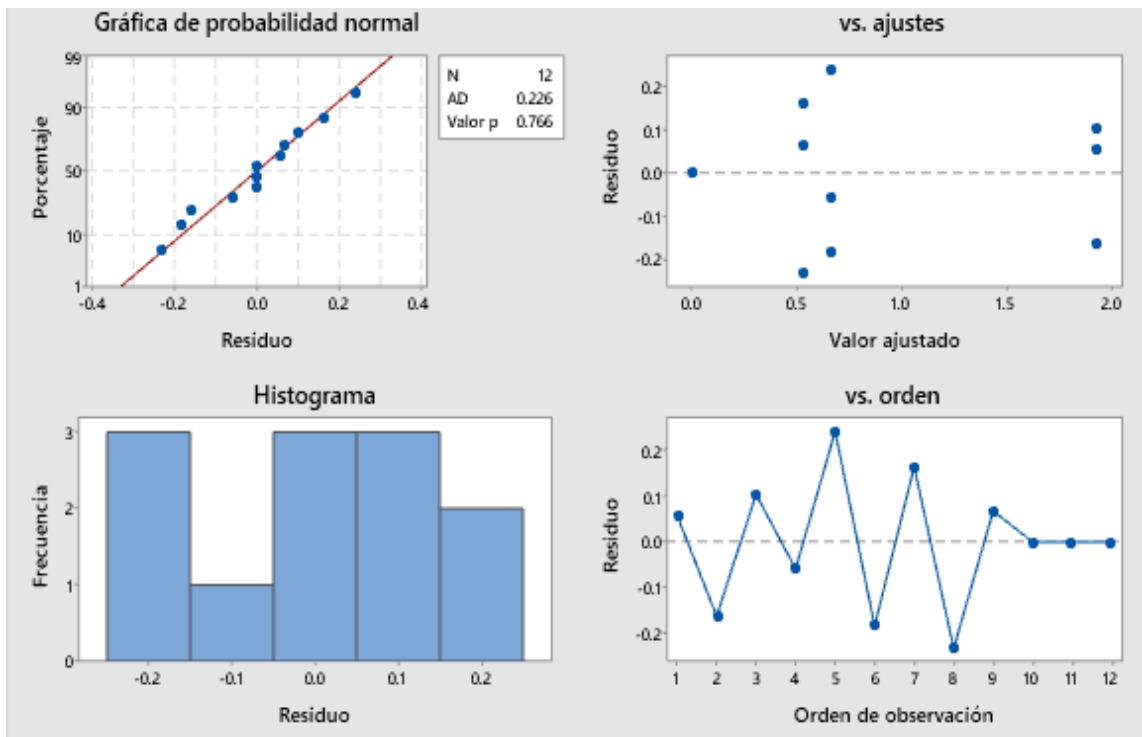 Gráfica de probabilidad normal
99
90
50
10
1
Porcentaje
-0.4 -0.2 0.0 0.2 0.4
Residuo
N 12
AD 0.226
Valor p 0.766
vs. ajustes
0.2
0.1
0.0
-0.1
-0.2
Residuo
0.0 0.5 1.0 1.5 2.0
Valor ajustado
Histograma
3
2
1
0
Frecuencia
-0.2 -0.1 0.0 0.1 0.2
Residuo
vs. orden
0.2
0.1
0.0
-0.1
-0.2
Residuo
1 2 3 4 5 6 7 8 9 10 11 12
Orden de observación